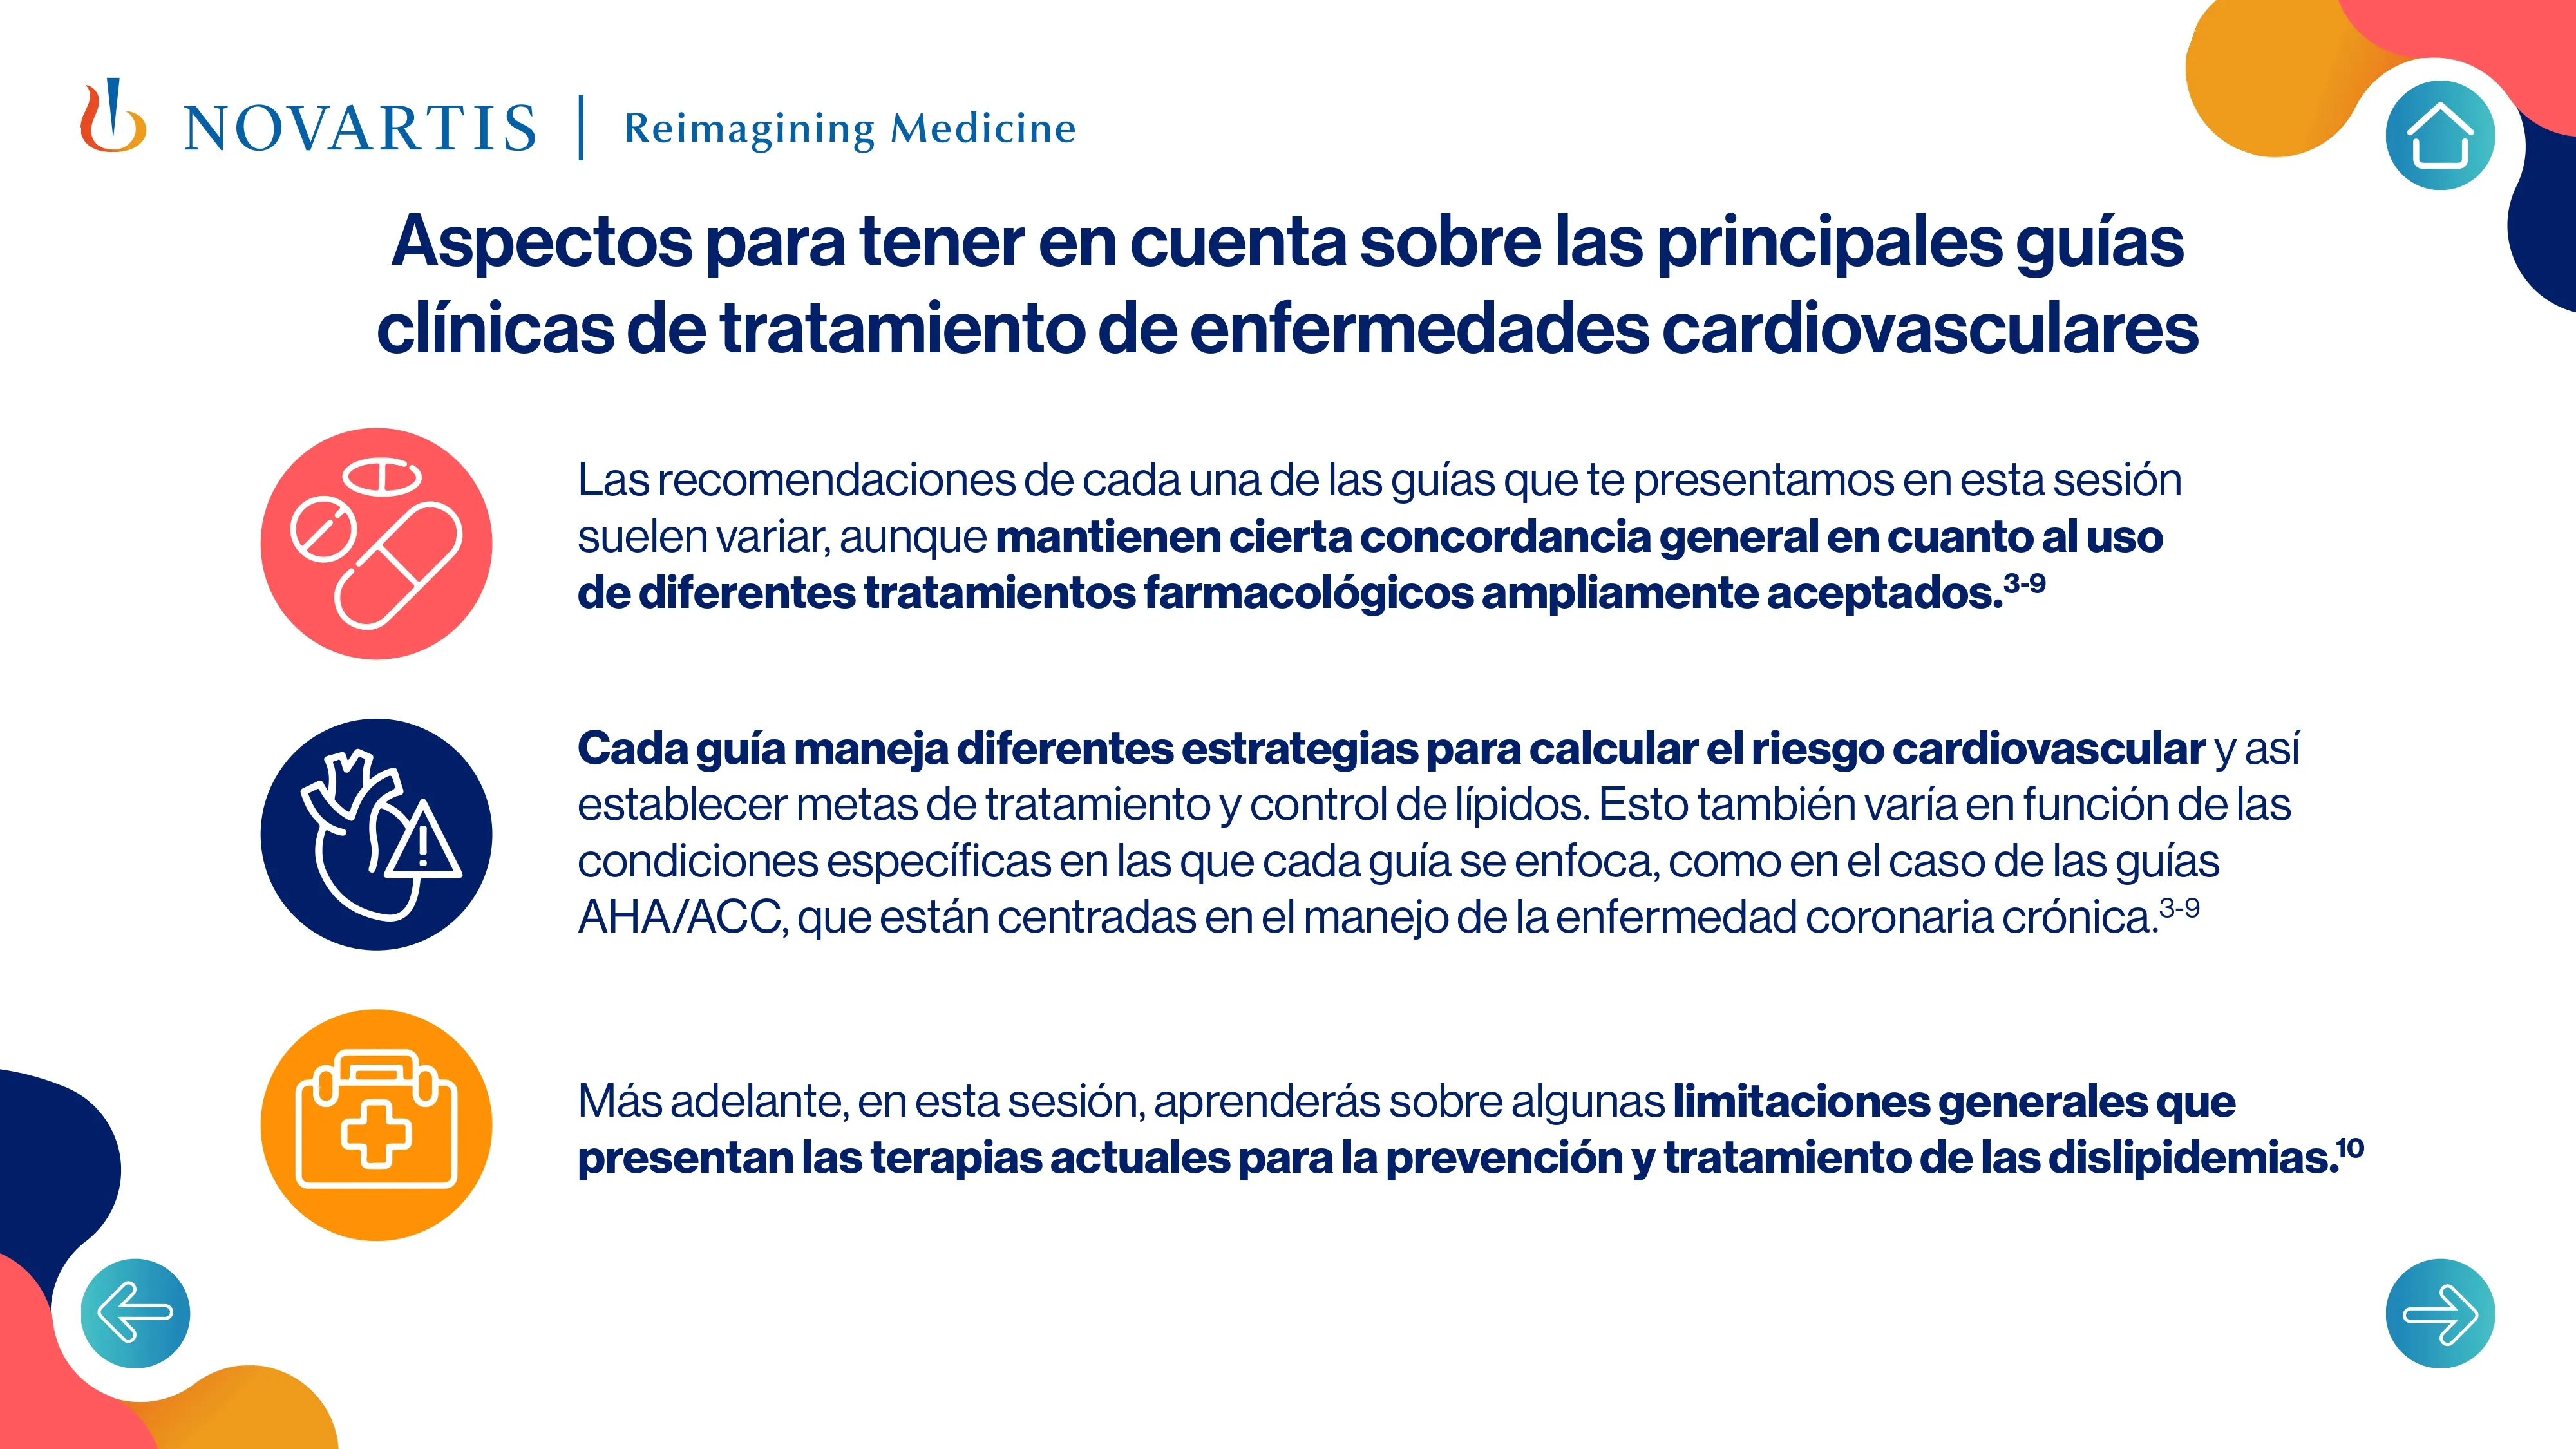 NOVARTIS | Reimagining Medicine
Aspectos para tener en cuenta sobre las principales guías
clínicas de tratamiento de enfermedades cardiovasculares
Las recomendaciones de cada una de las guías que te presentamos en esta sesión
suelen variar, aunque mantienen cierta concordancia general en cuanto al uso
de diferentes tratamientos farmacológicos ampliamente aceptados.³⁻⁹
Cada guía maneja diferentes estrategias para calcular el riesgo cardiovascular y así
establecer metas de tratamiento y control de lípidos. Esto también varía en función de las
condiciones específicas en las que cada guía se enfoca, como en el caso de las guías
AHA/ACC, que están centradas en el manejo de la enfermedad coronaria crónica.³⁻⁹
Más adelante, en esta sesión, aprenderás sobre algunas limitaciones generales que
presentan las terapias actuales para la prevención y tratamiento de las dislipidemias.¹⁰